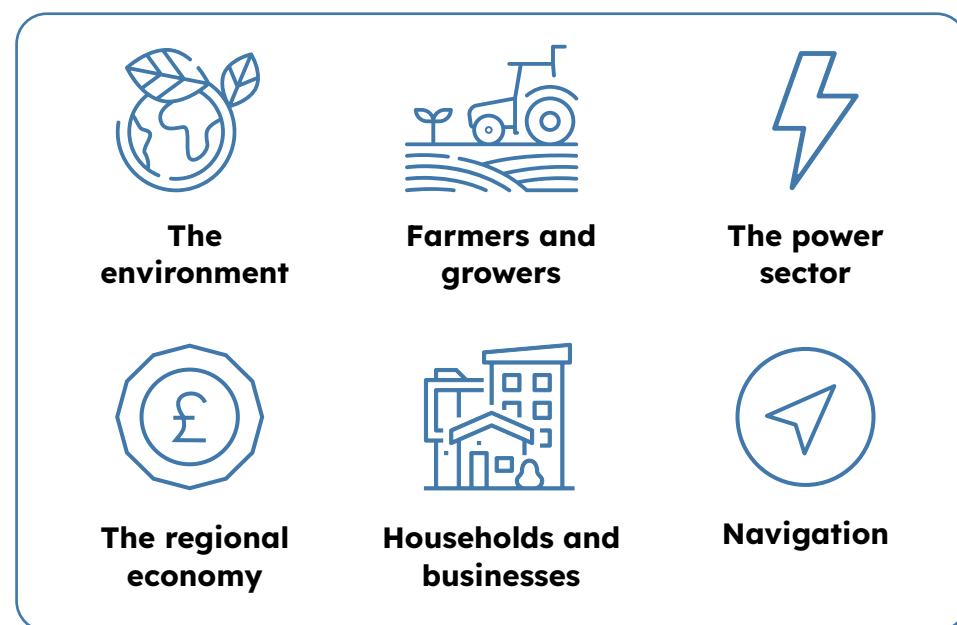 The
environment
Farmers and
growers
The power
sector
£
The regional
economy
Households and
businesses
Navigation